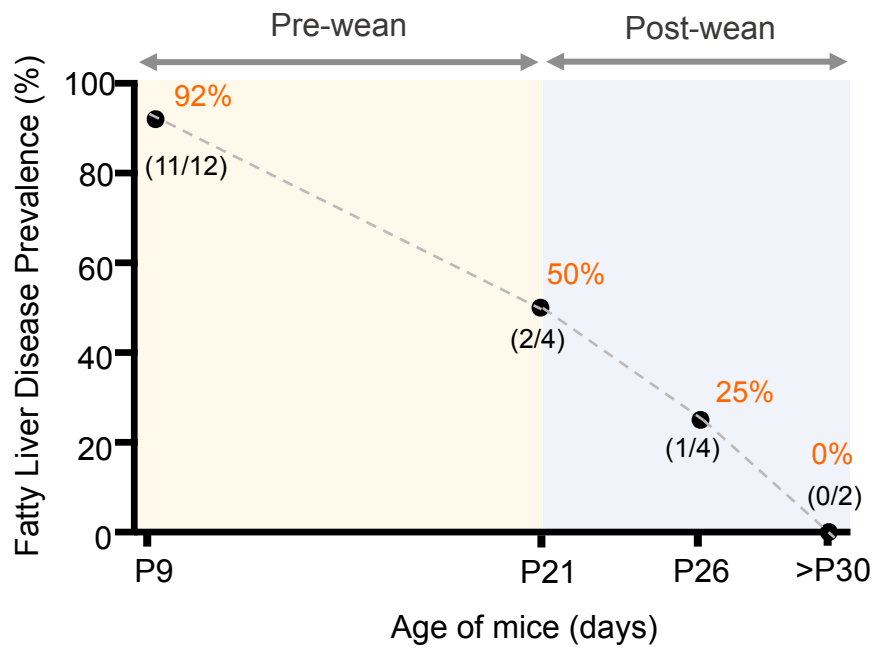 Pre-wean
Post-wean
Fatty Liver Disease Prevalence (%)
100
80
60
40
20
0
92%
(11/12)
50%
(2/4)
25%
(1/4)
0%
(0/2)
P9
P21
P26
>P30
Age of mice (days)